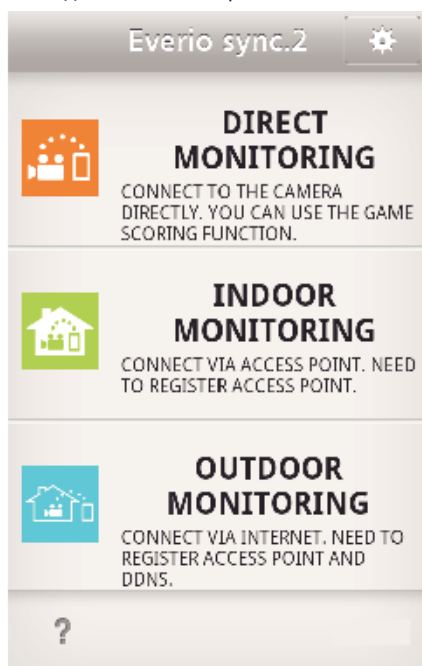 Everio sync.2
DIRECT
MONITORING
CONNECT TO THE CAMERA
DIRECTLY. YOU CAN USE THE GAME
SCORING FUNCTION.
INDOOR
MONITORING
CONNECT VIA ACCESS POINT. NEED
TO REGISTER ACCESS POINT.
OUTDOOR
MONITORING
CONNECT VIA INTERNET. NEED TO
REGISTER ACCESS POINT AND
DDNS.
?